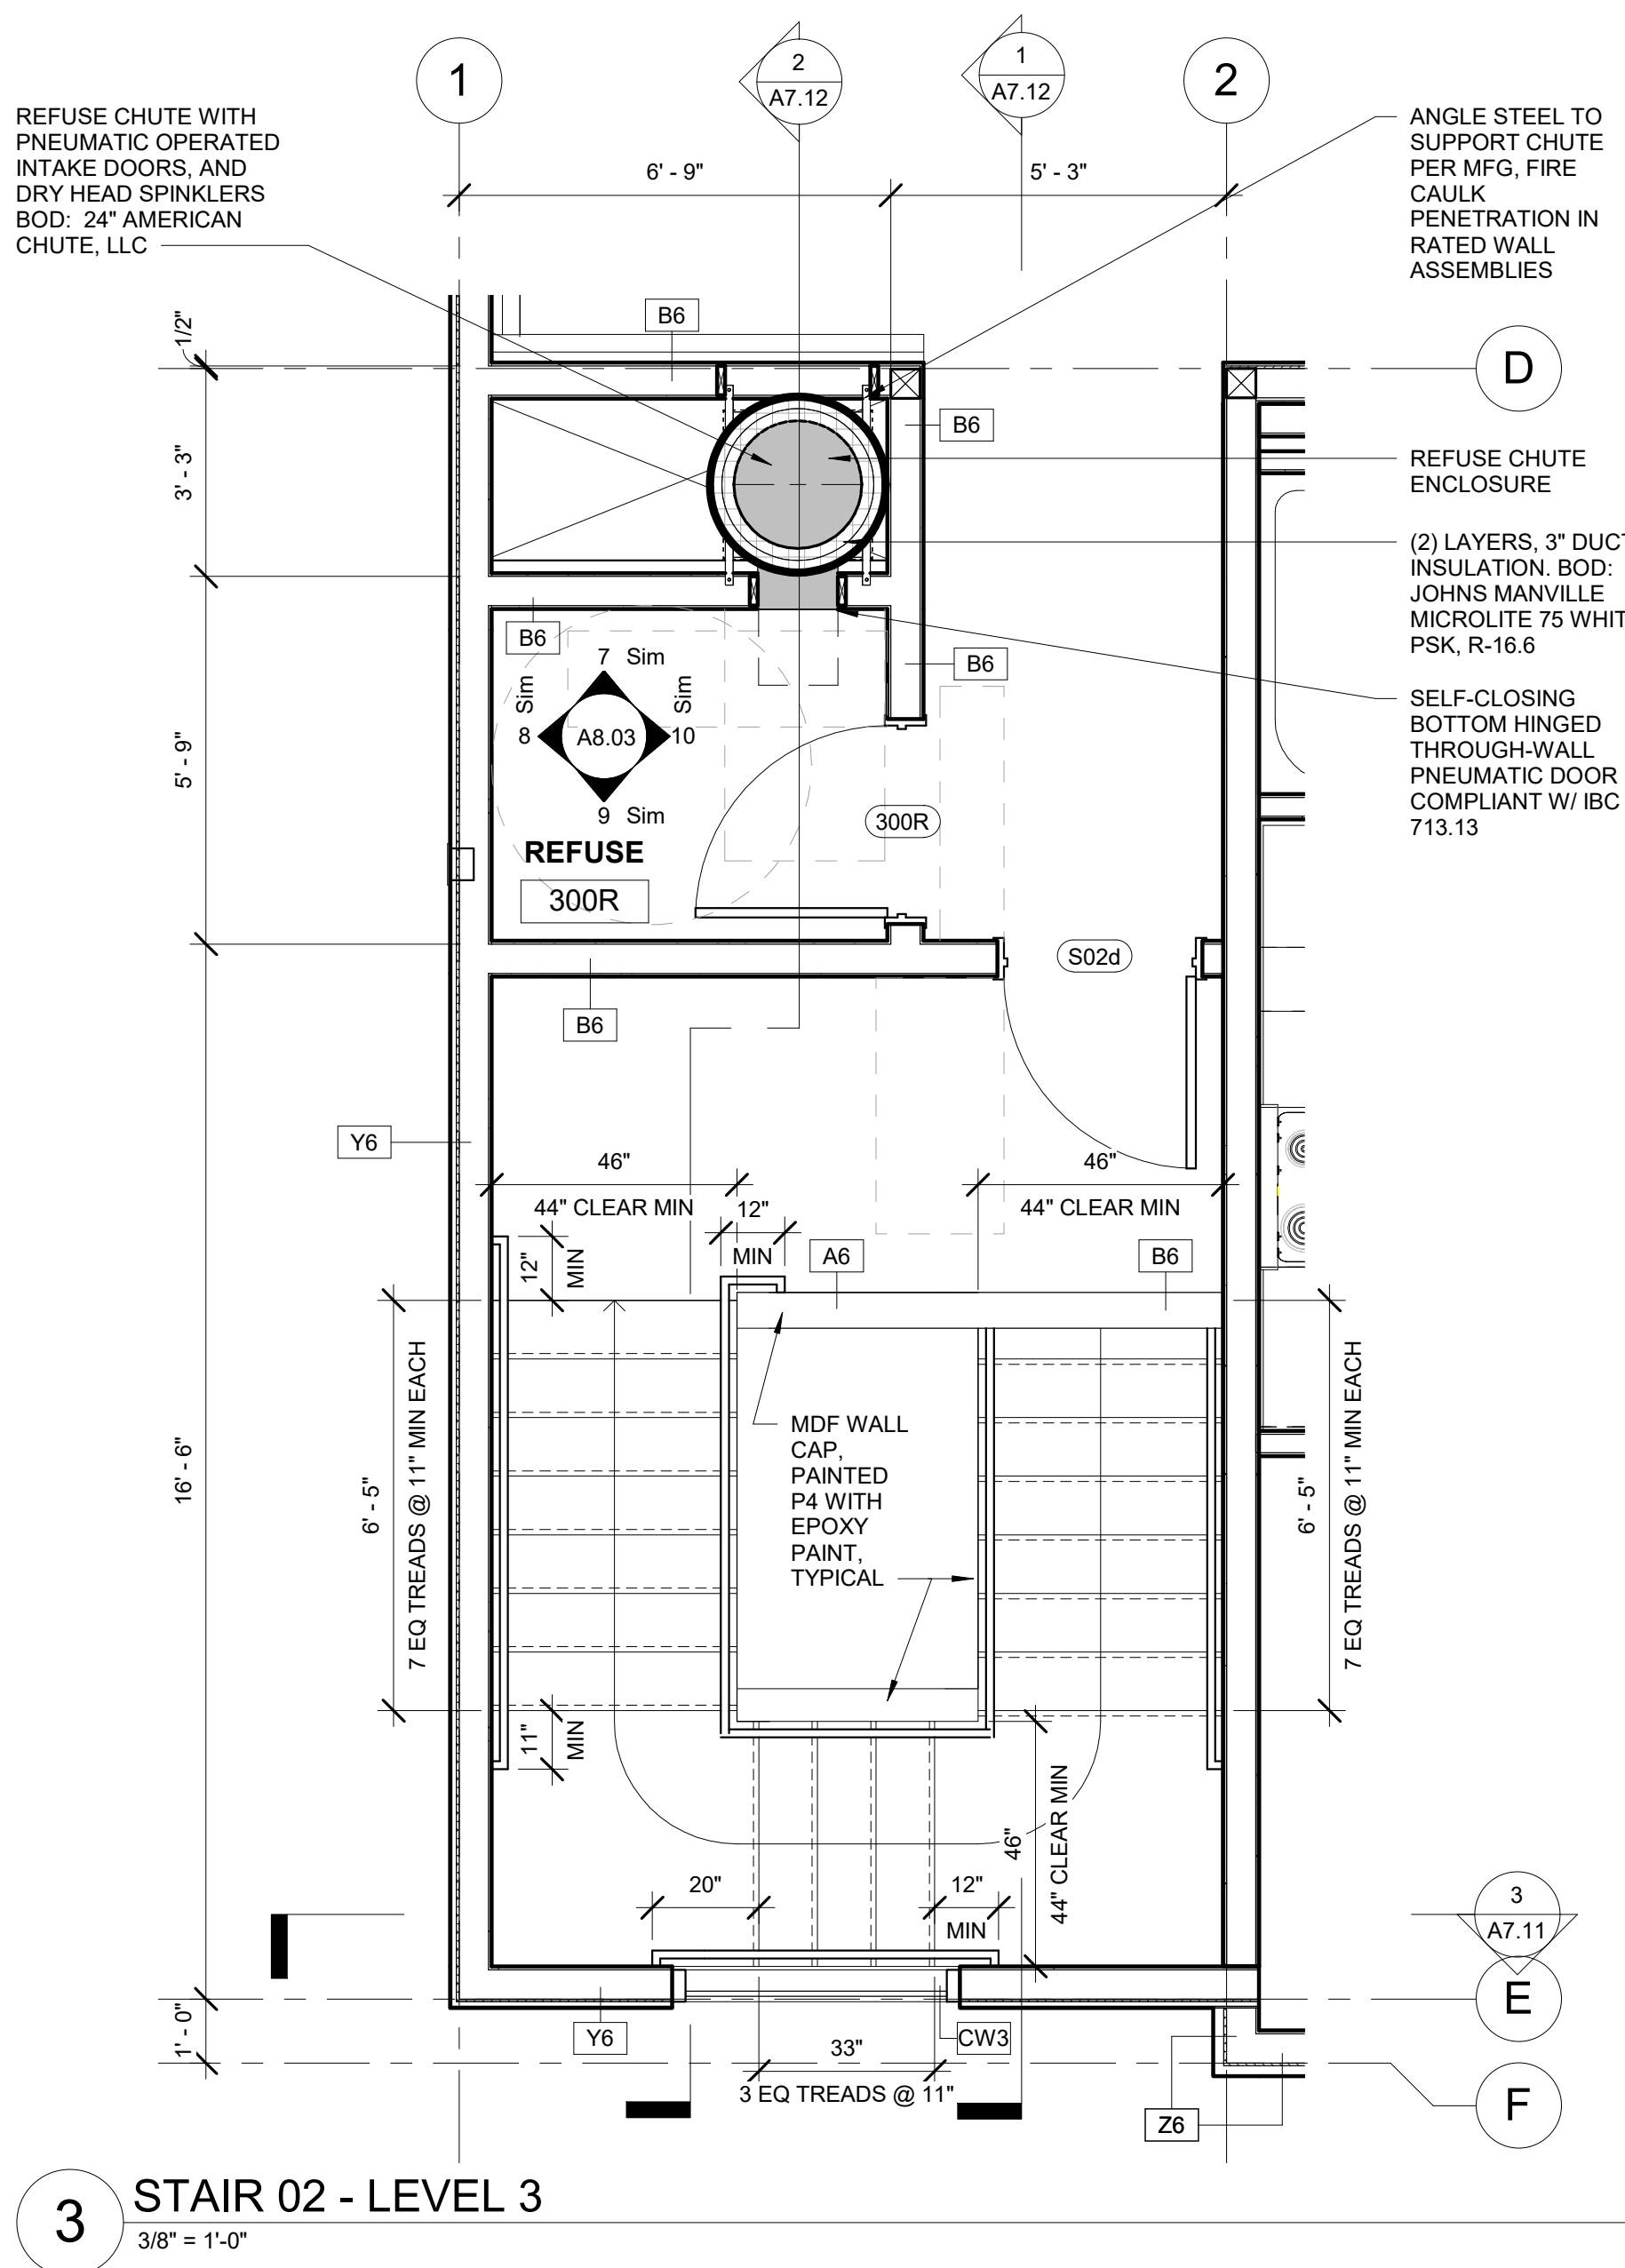 1
2
A7.12
1
A7.12
2
REFUSE CHUTE WITH
PNEUMATIC OPERATED
INTAKE DOORS, AND
DRY HEAD SPINKLERS
BOD: 24" AMERICAN
CHUTE, LLC
ANGLE STEEL TO
SUPPORT CHUTE
PER MFG, FIRE
CAULK
PENETRATION IN
RATED WALL
ASSEMBLIES
6' - 9"
5' - 3"
1/2"
B6
D
B6
3' - 3"
REFUSE CHUTE
ENCLOSURE
(2) LAYERS, 3" DUCT
INSULATION. BOD:
JOHNS MANVILLE
MICROLITE 75 WHIT
PSK, R-16.6
B6
B6
7 Sim
Sim
Sim
8
A8.03
10
9 Sim
SELF-CLOSING
BOTTOM HINGED
THROUGH-WALL
PNEUMATIC DOOR
COMPLIANT W/ IBC
713.13
5' - 9"
300R
REFUSE
300R
S02d
B6
Y6
46"
44" CLEAR MIN
12"
MIN
46"
44" CLEAR MIN
12"
MIN
A6
B6
16' - 6"
6' - 5"
7 EQ TREADS @ 11" MIN EACH
MDF WALL
CAP,
PAINTED
P4 WITH
EPOXY
PAINT,
TYPICAL
6' - 5"
7 EQ TREADS @ 11" MIN EACH
11"
MIN
46"
44" CLEAR MIN
20"
12"
MIN
3
A7.11
E
1' - 0"
Y6
33"
CW3
3 EQ TREADS @ 11"
Z6
F
3
STAIR 02 - LEVEL 3
3/8" = 1'-0"